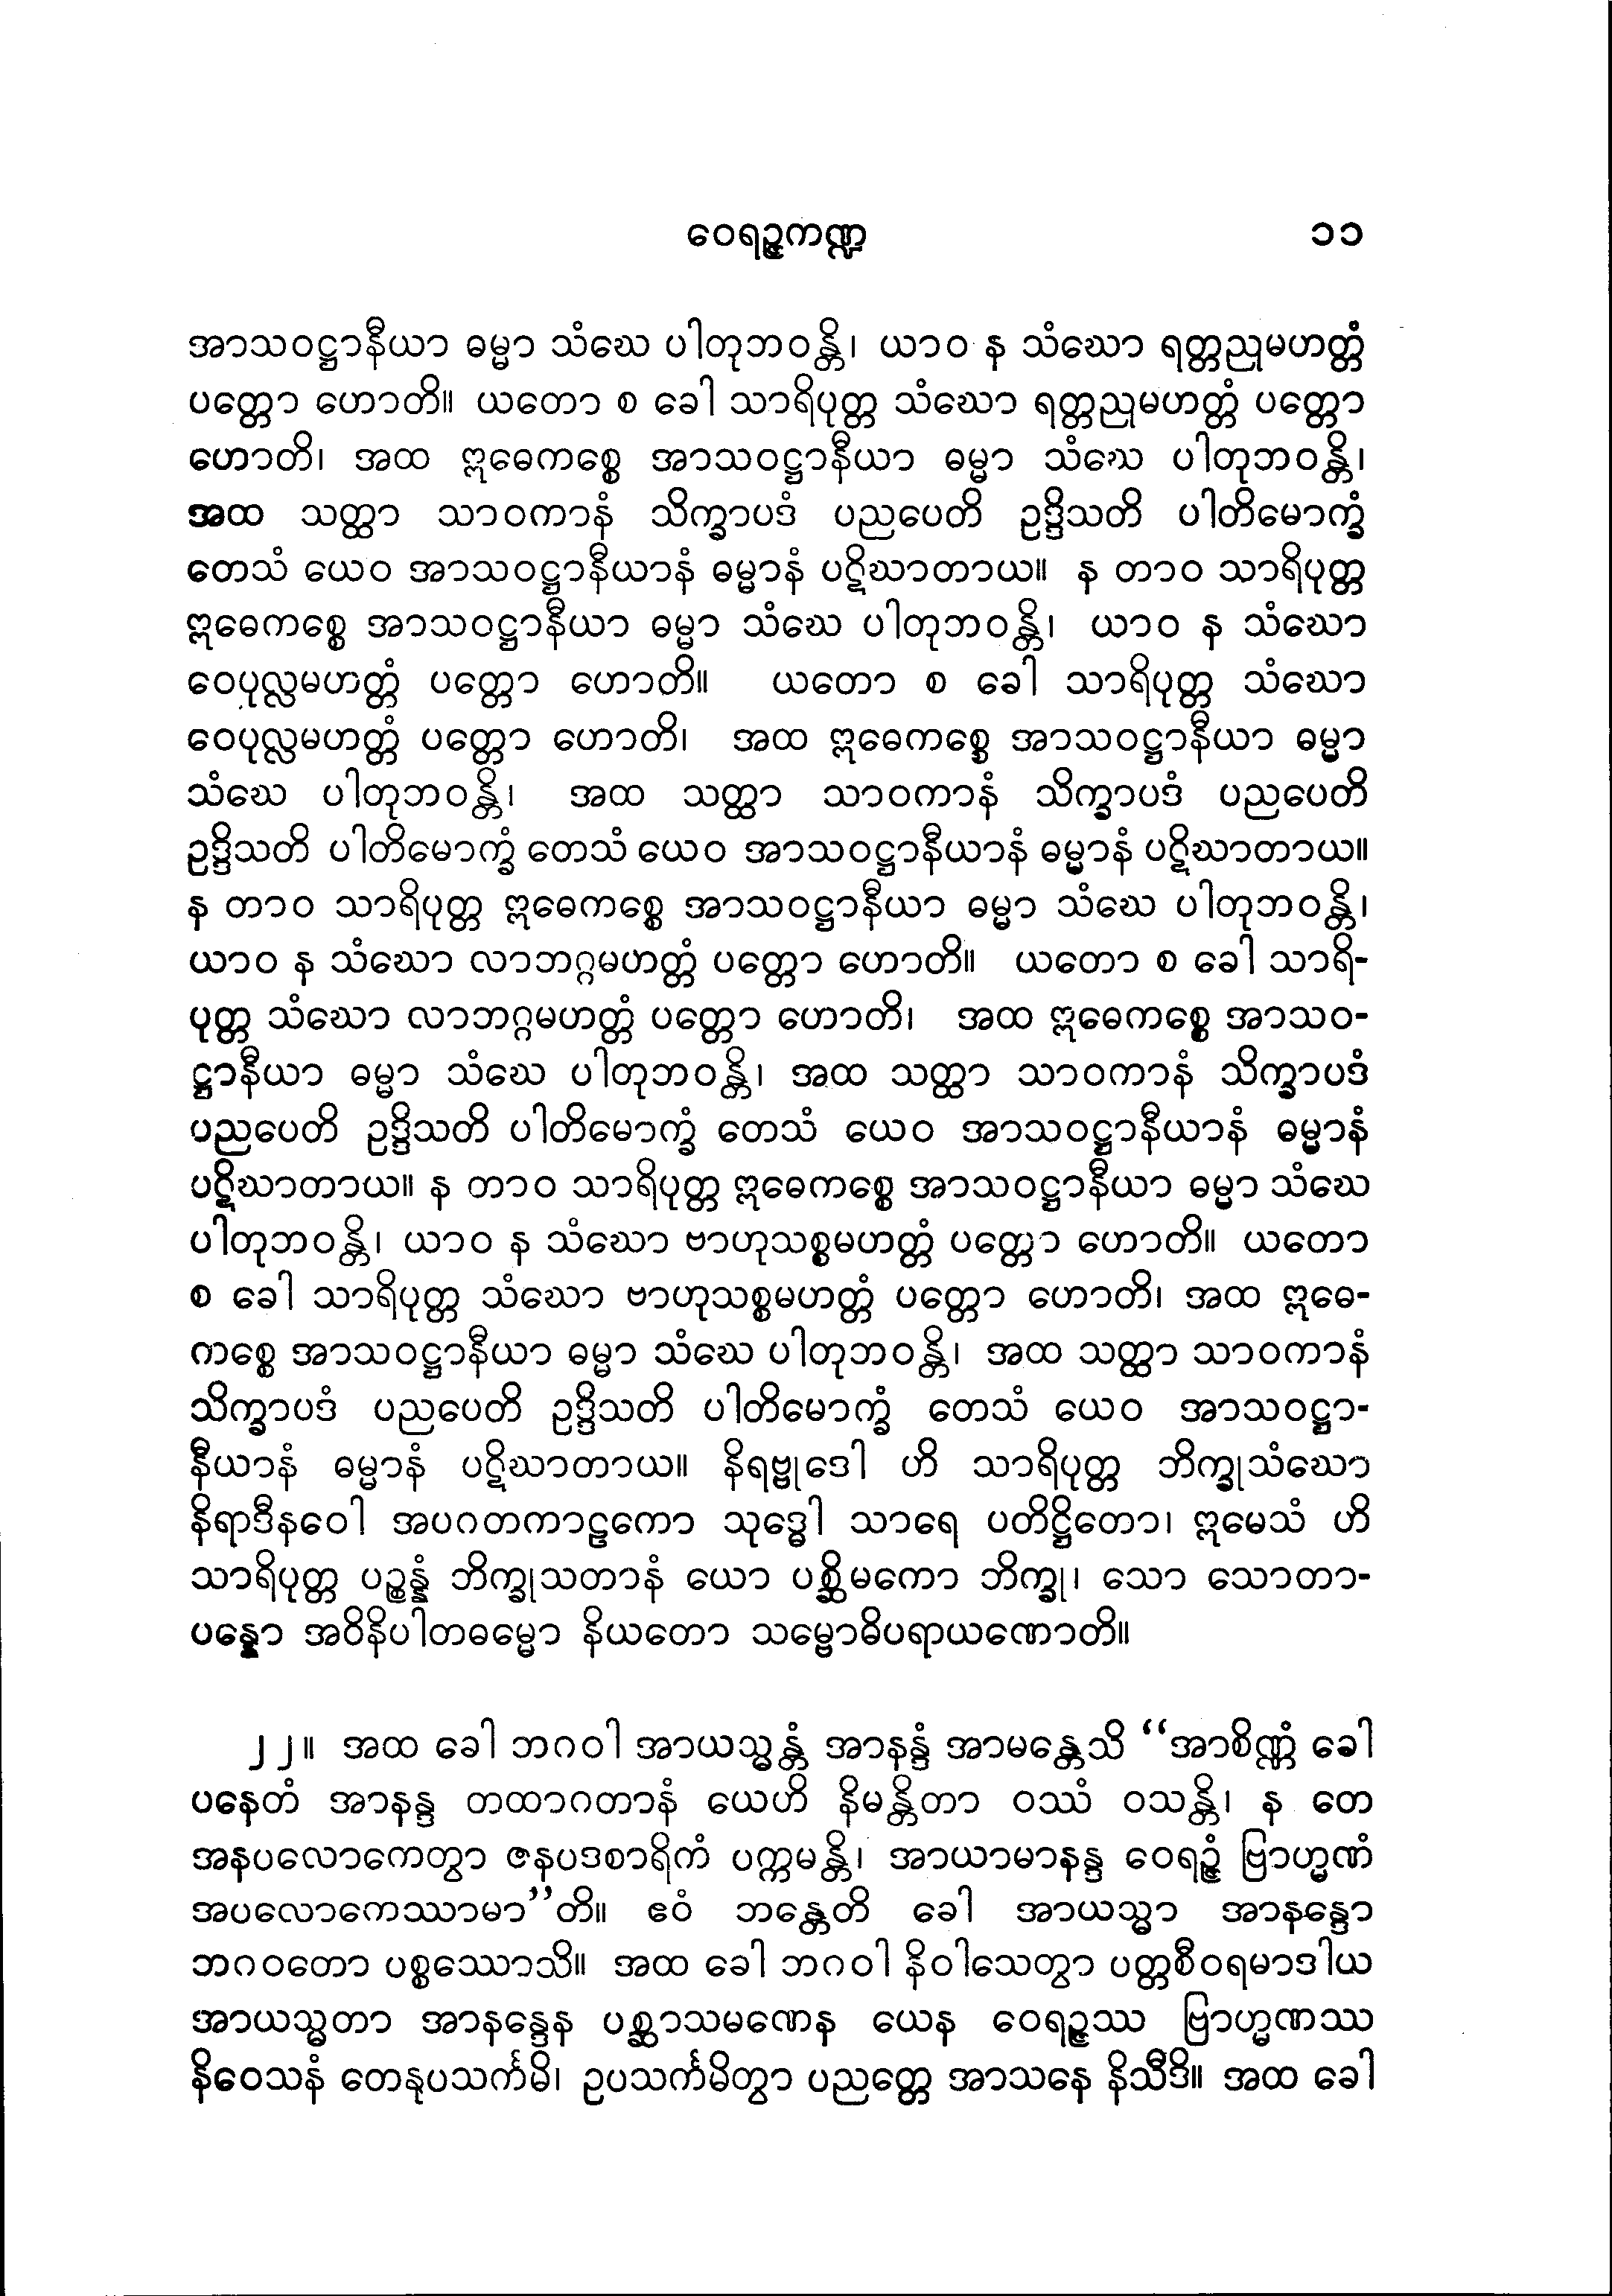 ဝေရဉ္ဇကဏ္ဍ ၁၁
အာသဝဋ္ဌာနီယာ ဓမ္မာ သံဃေ ပါတုဘဝန္တိ၊ ယာဝ န သံဃော ရတ္တညုမဟတ္တံ
ပတ္တော ဟောတိ။ ယတော စ ခေါ သာရိပုတ္တ သံဃော ရတ္တညုမဟတ္တံ ပတ္တော
ဟောတိ၊ အထ ဣဓေကစ္စေ အာသဝဋ္ဌာနီယာ ဓမ္မာ သံဃေ ပါတုဘဝန္တိ၊
အထ သတ္ထာ သာဝကာနံ သိက္ခာပဒံ ပညပေတိ ဥဒ္ဒိသတိ ပါတိမောက္ခံ
တေသံ ယေဝ အာသဝဋ္ဌာနီယာနံ ဓမ္မာနံ ပဋိဃာတာယ။ န တာဝ သာရိပုတ္တ
ဣဓေကစ္စေ အာသဝဋ္ဌာနီယာ ဓမ္မာ သံဃေ ပါတုဘဝန္တိ၊ ယာဝ န သံဃော
ဝေပုလ္လမဟတ္တံ ပတ္တော ဟောတိ။ ယတော စ ခေါ သာရိပုတ္တ သံဃော
ဝေပုလ္လမဟတ္တံ ပတ္တော ဟောတိ၊ အထ ဣဓေကစ္စေ အာသဝဋ္ဌာနီယာ ဓမ္မာ
သံဃေ ပါတုဘဝန္တိ၊ အထ သတ္ထာ သာဝကာနံ သိက္ခာပဒံ ပညပေတိ
ဥဒ္ဒိသတိ ပါတိမောက္ခံ တေသံ ယေဝ အာသဝဋ္ဌာနီယာနံ ဓမ္မာနံ ပဋိဃာတာယ။
န တာဝ သာရိပုတ္တ ဣဓေကစ္စေ အာသဝဋ္ဌာနီယာ ဓမ္မာ သံဃေ ပါတုဘဝန္တိ၊
ယာဝ န သံဃော လာဘဂ္ဂမဟတ္တံ ပတ္တော ဟောတိ။ ယတော စ ခေါ သာရိ-
ပုတ္တ သံဃော လာဘဂ္ဂမဟတ္တံ ပတ္တော ဟောတိ၊ အထ ဣဓေကစ္စေ အာသဝ-
ဋ္ဌာနီယာ ဓမ္မာ သံဃေ ပါတုဘဝန္တိ၊ အထ သတ္ထာ သာဝကာနံ သိက္ခာပဒံ
ပညပေတိ ဥဒ္ဒိသတိ ပါတိမောက္ခံ တေသံ ယေဝ အာသဝဋ္ဌာနီယာနံ ဓမ္မာနံ
ပဋိဃာတာယ။ န တာဝ သာရိပုတ္တ ဣဓေကစ္စေ အာသဝဋ္ဌာနီယာ ဓမ္မာ သံဃေ
ပါတုဘဝန္တိ၊ ယာဝ န သံဃော ဗာဟုသစ္စမဟတ္တံ ပတ္တော ဟောတိ။ ယတော
စ ခေါ သာရိပုတ္တ သံဃော ဗာဟုသစ္စမဟတ္တံ ပတ္တော ဟောတိ၊ အထ ဣဓေ-
ကစ္စေ အာသဝဋ္ဌာနီယာ ဓမ္မာ သံဃေ ပါတုဘဝန္တိ၊ အထ သတ္ထာ သာဝကာနံ
သိက္ခာပဒံ ပညပေတိ ဥဒ္ဒိသတိ ပါတိမောက္ခံ တေသံ ယေဝ အာသဝဋ္ဌာ-
နီယာနံ ဓမ္မာနံ ပဋိဃာတာယ။ နိရဗ္ဗုဒေါ ဟိ သာရိပုတ္တ ဘိက္ခုသံဃော
နိရာဒီနဝေါ အပဂတကာဠကော သုဒ္ဓေါ သာရေ ပတိဋ္ဌိတော၊ ဣမေသံ ဟိ
သာရိပုတ္တ ပဉ္စန္နံ ဘိက္ခုသတာနံ ယော ပစ္ဆိမကော ဘိက္ခု၊ သော သောတာ-
ပန္နော အဝိနိပါတဓမ္မော နိယတော သမ္ဗောဓိပရာယဏောတိ။
၂၂။ အထ ခေါ ဘဂဝါ အာယသ္မန္တံ အာနန္ဒံ အာမန္တေသိ “အာစိဏ္ဏံ ခေါ
ပနေတံ အာနန္ဒ တထာဂတာနံ ယေဟိ နိမန္တိတာ ဝဿံ ဝသန္တိ၊ န တေ
အနပလောကေတွာ ဇနပဒစာရိကံ ပက္ကမန္တိ၊ အာယာမာနန္ဒ ဝေရဉ္ဇံ ဗြာဟ္မဏံ
အပလောကေဿာမာ”တိ။ ဧဝံ ဘန္တေတိ ခေါ အာယသ္မာ အာနန္ဒော
ဘဂဝတော ပစ္စဿောသိ။ အထ ခေါ ဘဂဝါ နိဝါသေတွာ ပတ္တစီဝရမာဒါယ
အာယသ္မတာ အာနန္ဒေန ပစ္ဆာသမဏေန ယေန ဝေရဉ္ဇဿ ဗြာဟ္မဏဿ
နိဝေသနံ တေနုပသင်္ကမိ၊ ဥပသင်္ကမိတွာ ပညတ္တေ အာသနေ နိသီဒိ။ အထ ခေါ